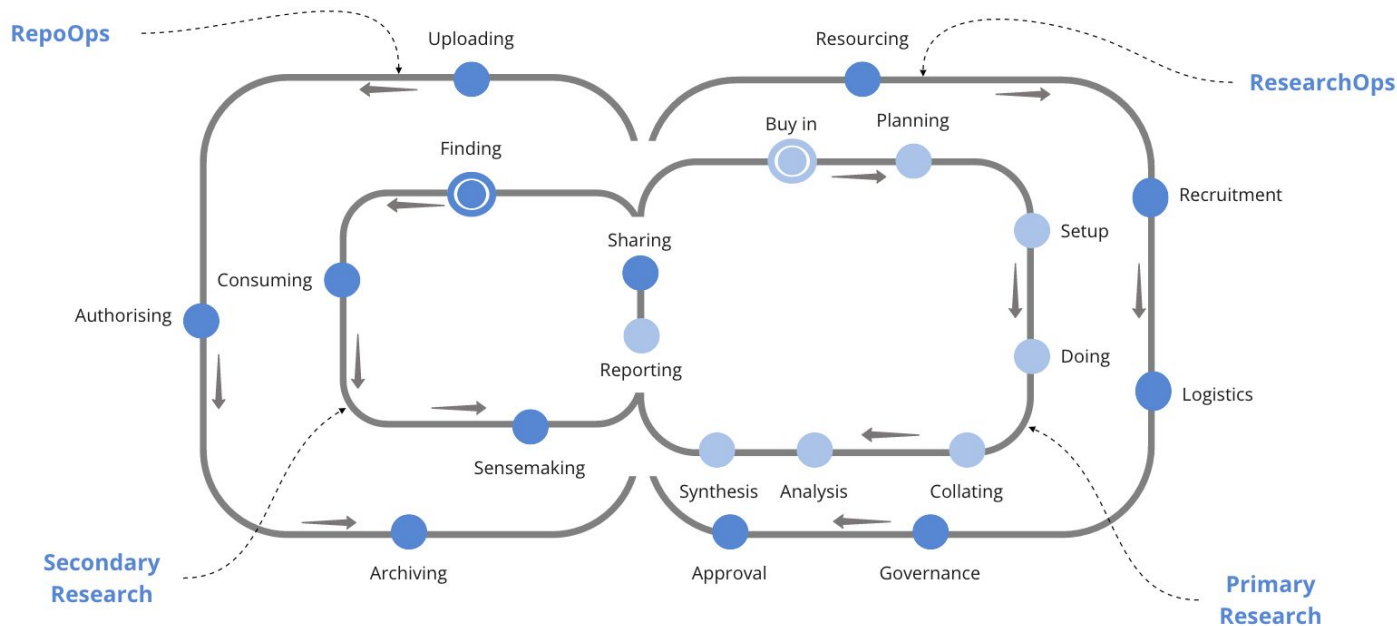 RepoOps
Uploading
Resourcing
ResearchOps
Buy in
Planning
Finding
Recruitment
Setup
Sharing
Consuming
Authorising
Doing
Reporting
Logistics
Sensemaking
Synthesis
Analysis
Collating
Archiving
Approval
Governance
Secondary
Research
Primary
Research